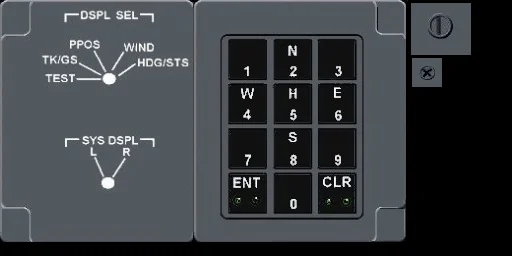 DSPL SEL
PPOS WIND
TK/GS HDG/STS
TEST
SYS DSPL
L R
N
1 2 3
W H E
4 5 6
S
7 8 9
ENT CLR
0